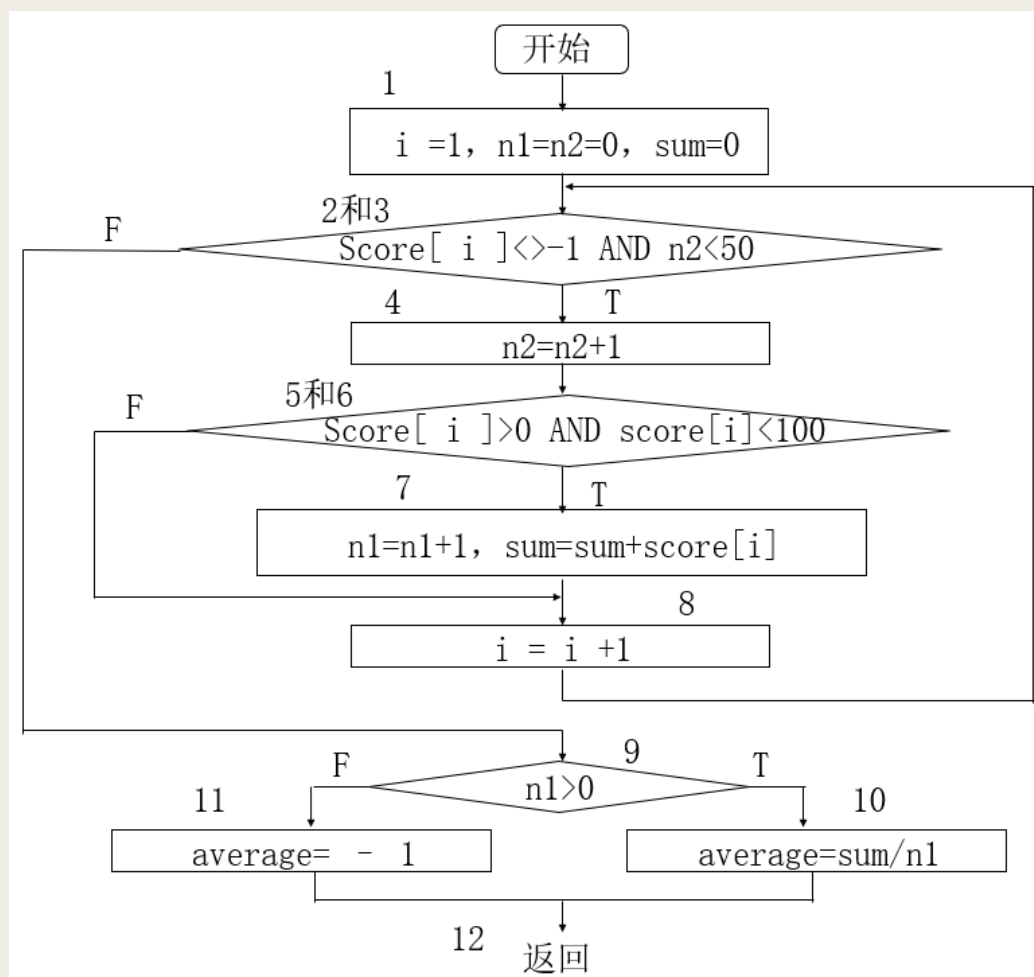 开始
1
i =1, n1=n2=0, sum=0
2和3
F
Score[ i ]<>-1 AND n2<50
4
T
n2=n2+1
5和6
F
Score[ i ]>0 AND score[i]<100
7
T
n1=n1+1, sum=sum+score[i]
8
i = i +1
9
F
T
n1>0
11
10
average= - 1
average=sum/n1
12
返回